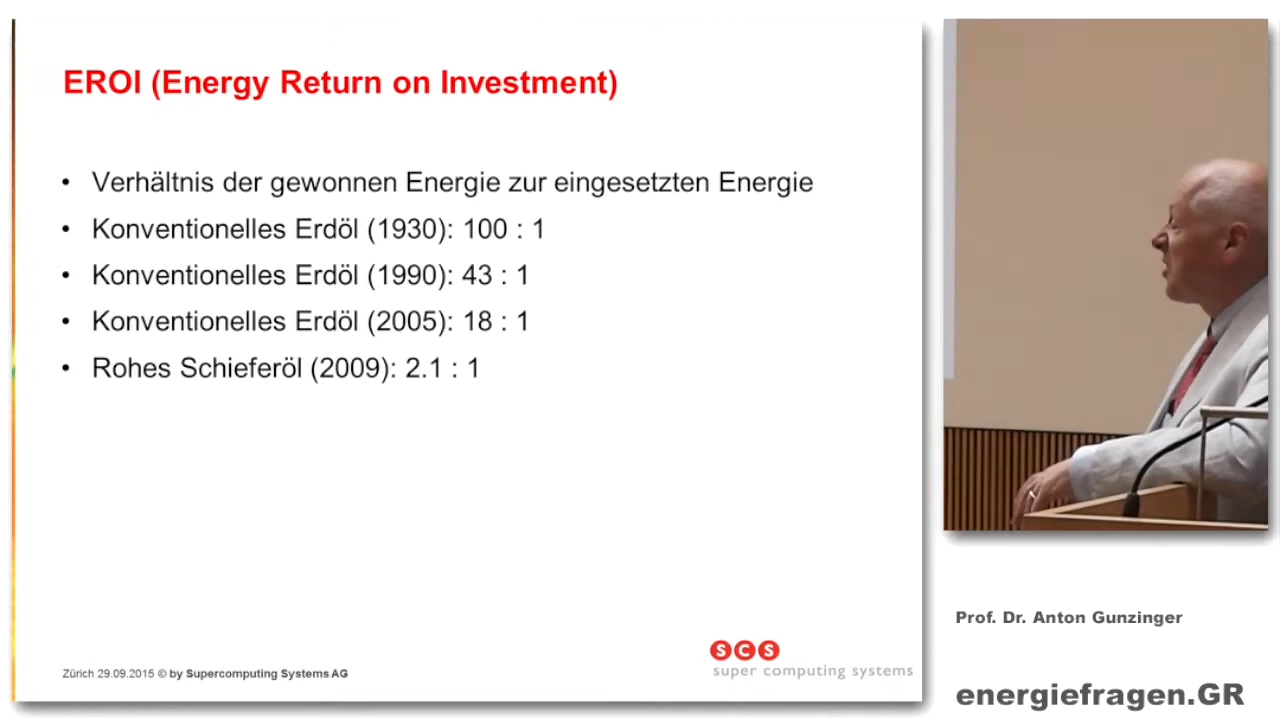 EROI (Energy Return on Investment)
• Verhältnis der gewonnen Energie zur eingesetzten Energie
• Konventionelles Erdöl (1930): 100 : 1
• Konventionelles Erdöl (1990): 43 : 1
• Konventionelles Erdöl (2005): 18 : 1
• Rohes Schieferöl (2009): 2.1 : 1
Zürich 29.09.2015 © by Supercomputing Systems AG
SCS
super computing systems
Prof. Dr. Anton Gunzinger
energiefragen.GR